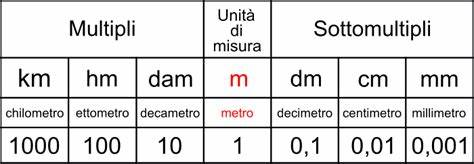 Multipli Unità di misura Sottomultipli
km hm dam m dm cm mm
chilometro ettometro decametro metro decimetro centimetro millimetro
1000 100 10 1 0,1 0,01 0,001